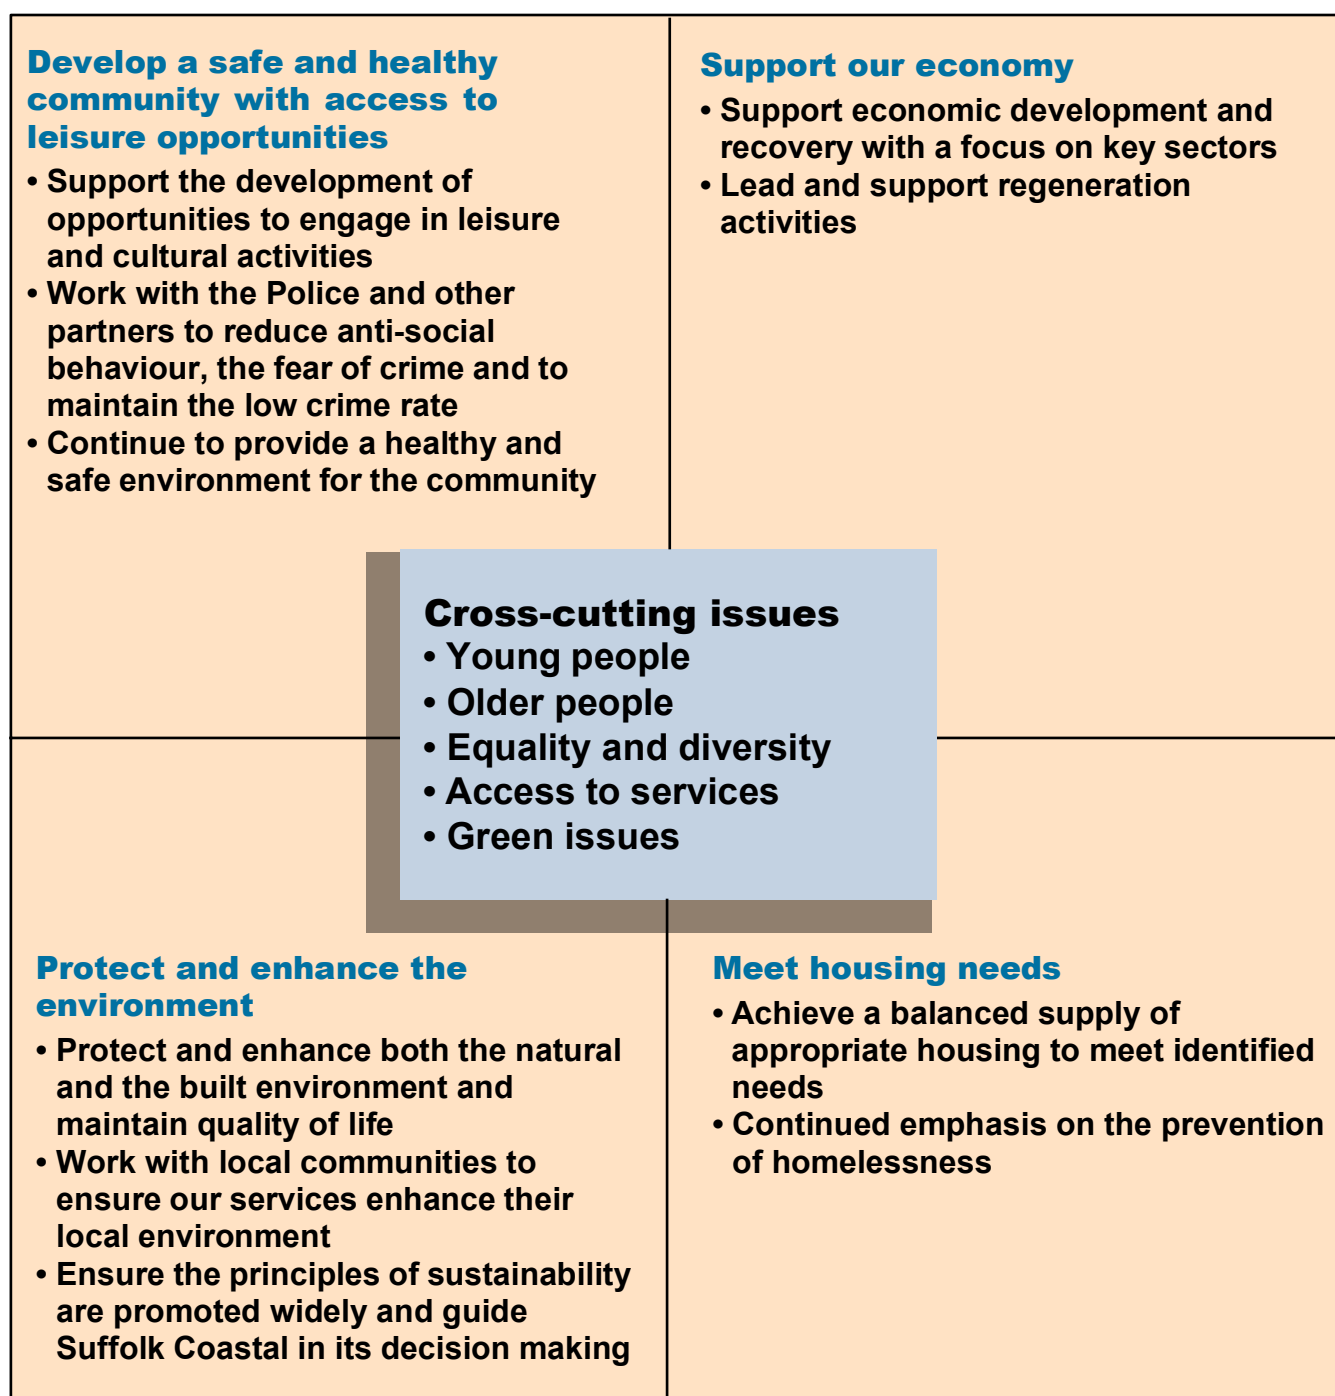 Develop a safe and healthy
community with access to
leisure opportunities
• Support the development of
opportunities to engage in leisure
and cultural activities
• Work with the Police and other
partners to reduce anti-social
behaviour, the fear of crime and to
maintain the low crime rate
• Continue to provide a healthy and
safe environment for the community
Support our economy
• Support economic development and
recovery with a focus on key sectors
• Lead and support regeneration
activities
Cross-cutting issues
• Young people
• Older people
• Equality and diversity
• Access to services
• Green issues
Protect and enhance the
environment
• Protect and enhance both the natural
and the built environment and
maintain quality of life
• Work with local communities to
ensure our services enhance their
local environment
• Ensure the principles of sustainability
are promoted widely and guide
Suffolk Coastal in its decision making
Meet housing needs
• Achieve a balanced supply of
appropriate housing to meet identified
needs
• Continued emphasis on the prevention
of homelessness